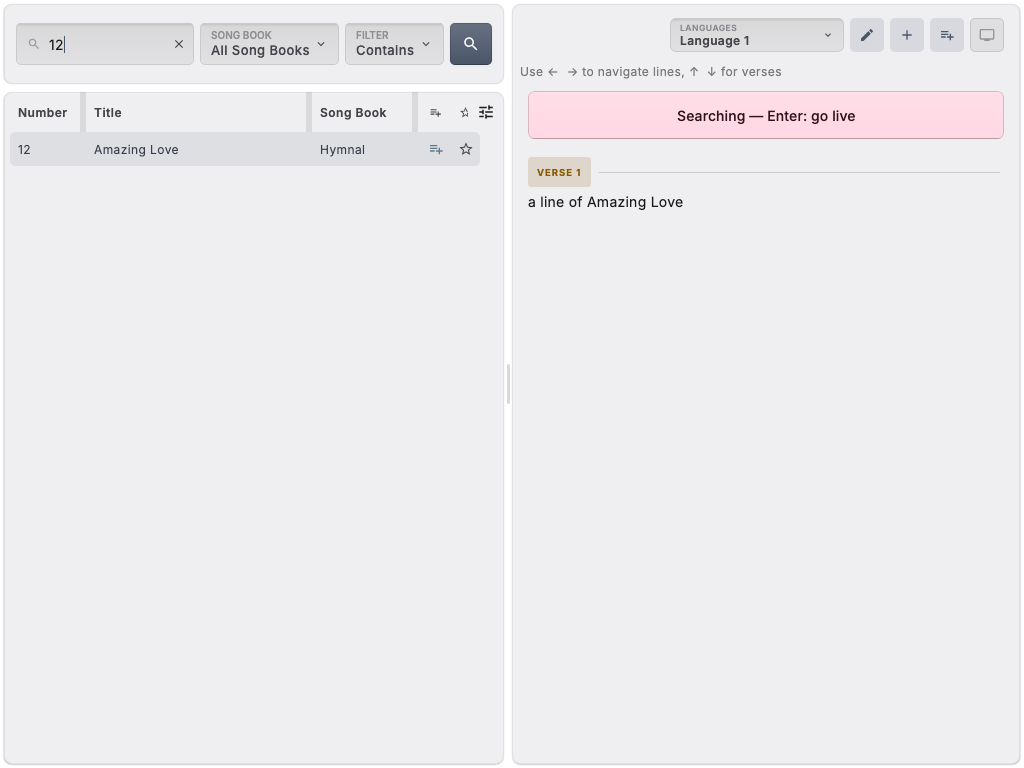 12
SONG BOOK
All Song Books
FILTER
Contains
LANGUAGES
Language 1
Use ← → to navigate lines, ↑ ↓ for verses
Number Title Song Book
12 Amazing Love Hymnal
Searching — Enter: go live
VERSE 1
a line of Amazing Love